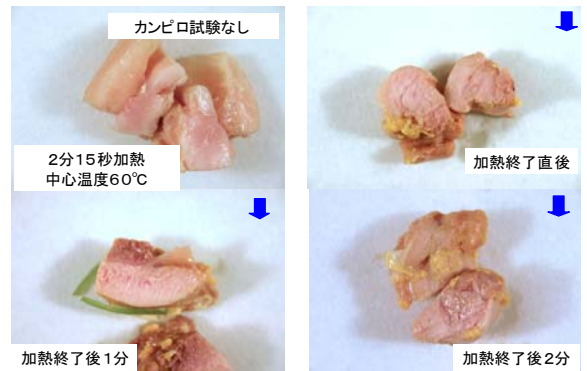 カンピロ試験なし
2分15秒加熱
中心温度60℃
加熱終了直後
加熱終了後1分
加熱終了後2分